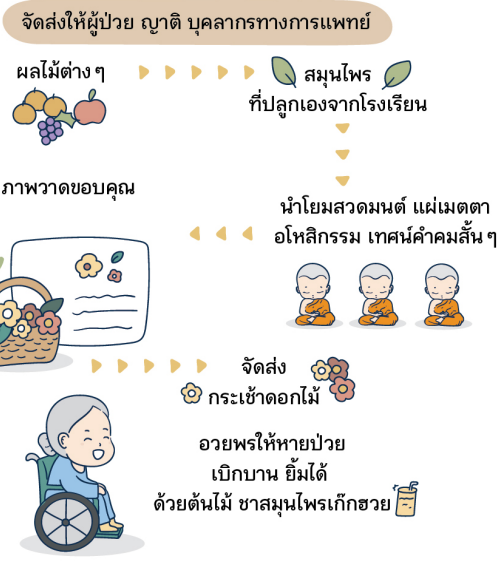 จัดส่งให้ผู้ป่วย ญาติ บุคลากรทางการแพทย์
ผลไม้ต่าง ๆ
สมุนไพร
ที่ปลูกเองจากโรงเรียน
นำโยมสวดมนต์ แผ่เมตตา
อโหสิกรรม เทศน์คำคมสั้น ๆ
ภาพวาดขอบคุณ
จัดส่ง
กระเช้าดอกไม้
อวยพรให้หายป่วย
เบิกบาน ยิ้มได้
ด้วยต้นไม้ ชาสมุนไพรเก๊กฮวย